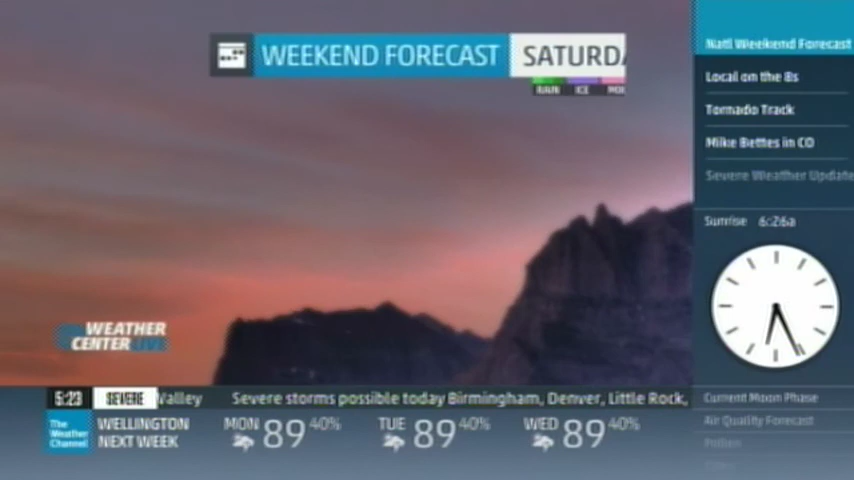 WEEKEND FORECAST SATURDA
RAIN ICE
Natl Weekend Forecast
Local on the 8s
Tornado Track
Mike Bettes in CO
Severe Weather Update
Sunrise 6:26a
WEATHER
CENTER LIVE
5:23 SEVERE Valley Severe storms possible today Birmingham, Denver, Little Rock,
The Weather Channel
WELLINGTON
NEXT WEEK
MON 89 40%
TUE 89 40%
WED 89 40%
Current Moon Phase
Air Quality Forecast
Pollen